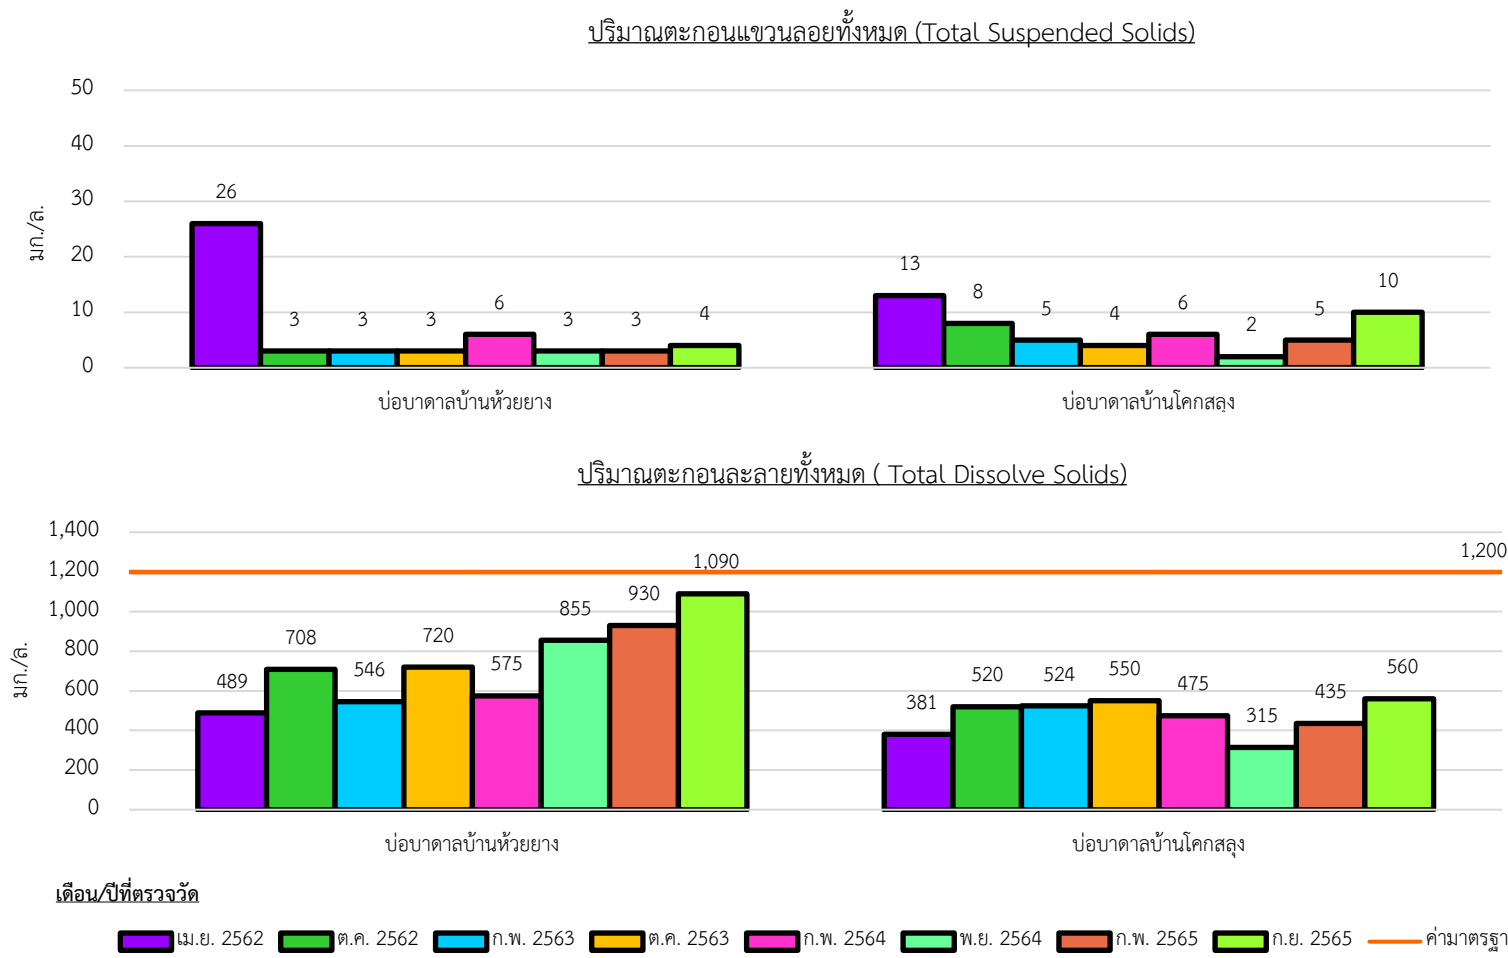 ปริมาณตะกอนแขวนลอยทั้งหมด (Total Suspended Solids)
50
40
30
20
10
0
มก./ล.
26 3 3 3 6 3 3 4 13 8 5 4 6 2 5 10
บ่อบาดาลบ้านห้วยยาง บ่อบาดาลบ้านโคกสลุง
ปริมาณตะกอนละลายทั้งหมด ( Total Dissolve Solids)
1,400
1,200
1,000
800
600
400
200
0
มก./ล.
489 708 546 720 575 855 930 1,090 381 520 524 550 475 315 435 560 1,200
บ่อบาดาลบ้านห้วยยาง บ่อบาดาลบ้านโคกสลุง
เดือน/ปีที่ตรวจวัด
เม.ย. 2562 ต.ค. 2562 ก.พ. 2563 ต.ค. 2563 ก.พ. 2564 พ.ย. 2564 ก.พ. 2565 ก.ย. 2565 ค่ามาตรฐา